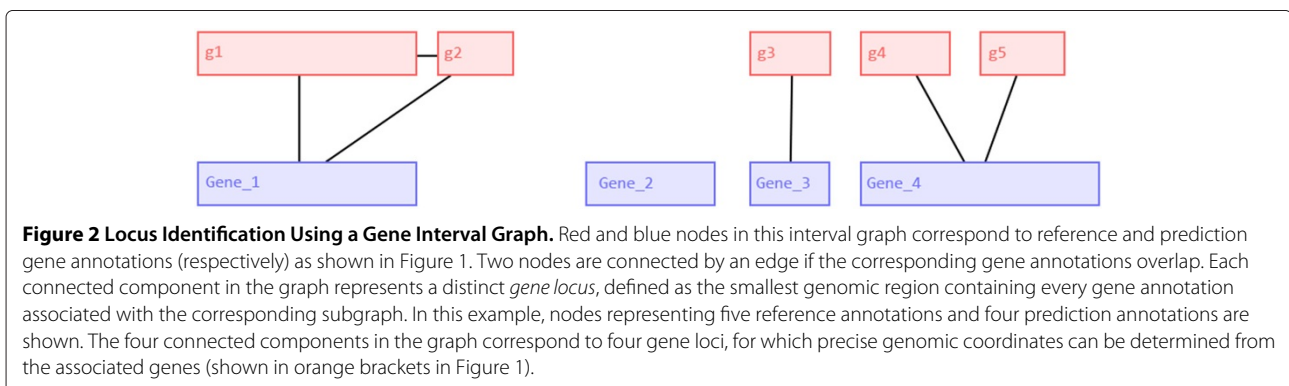 g1 g2 g3 g4 g5
Gene_1 Gene_2 Gene_3 Gene_4
Figure 2 Locus Identification Using a Gene Interval Graph. Red and blue nodes in this interval graph correspond to reference and prediction
gene annotations (respectively) as shown in Figure 1. Two nodes are connected by an edge if the corresponding gene annotations overlap. Each
connected component in the graph represents a distinct gene locus, defined as the smallest genomic region containing every gene annotation
associated with the corresponding subgraph. In this example, nodes representing five reference annotations and four prediction annotations are
shown. The four connected components in the graph correspond to four gene loci, for which precise genomic coordinates can be determined from
the associated genes (shown in orange brackets in Figure 1).